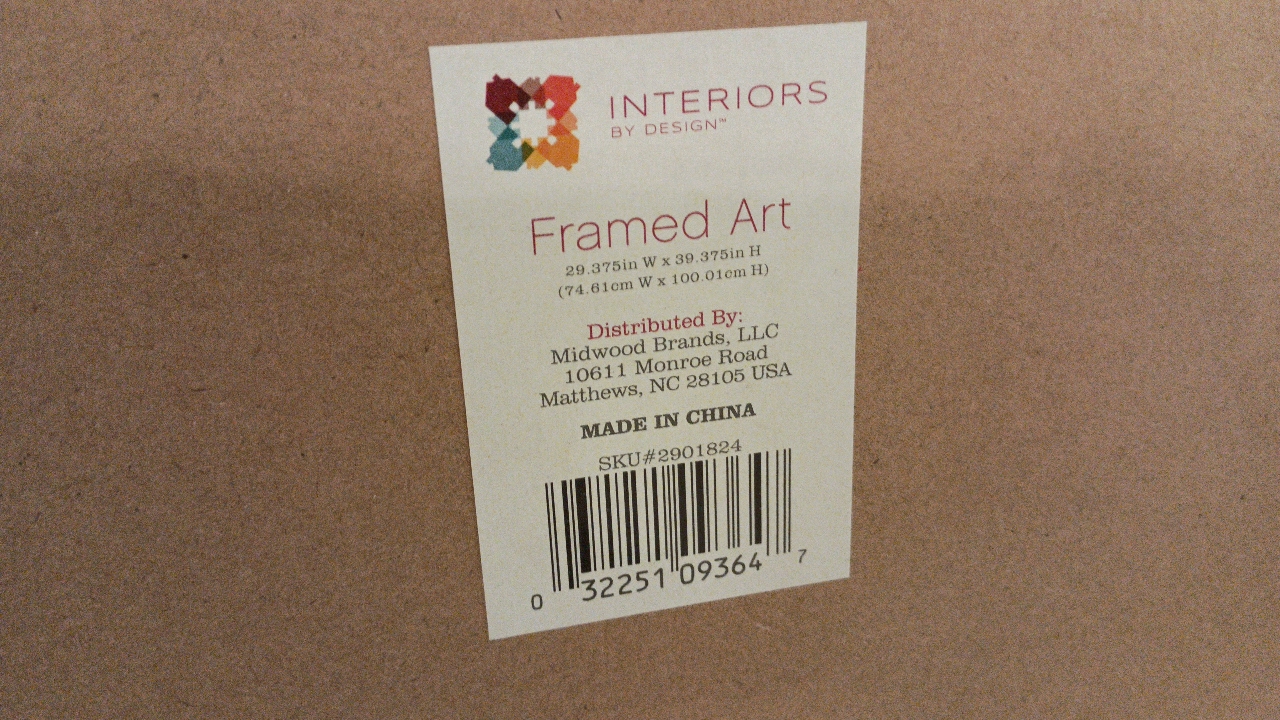 INTERIORS
BY DESIGN™
Framed Art
29.375in W x 39.375in H
(74.61cm W x 100.01cm H)
Distributed By:
Midwood Brands, LLC
10611 Monroe Road
Matthews, NC 28105 USA
MADE IN CHINA
SKU#2901824
0 32251 09364 7